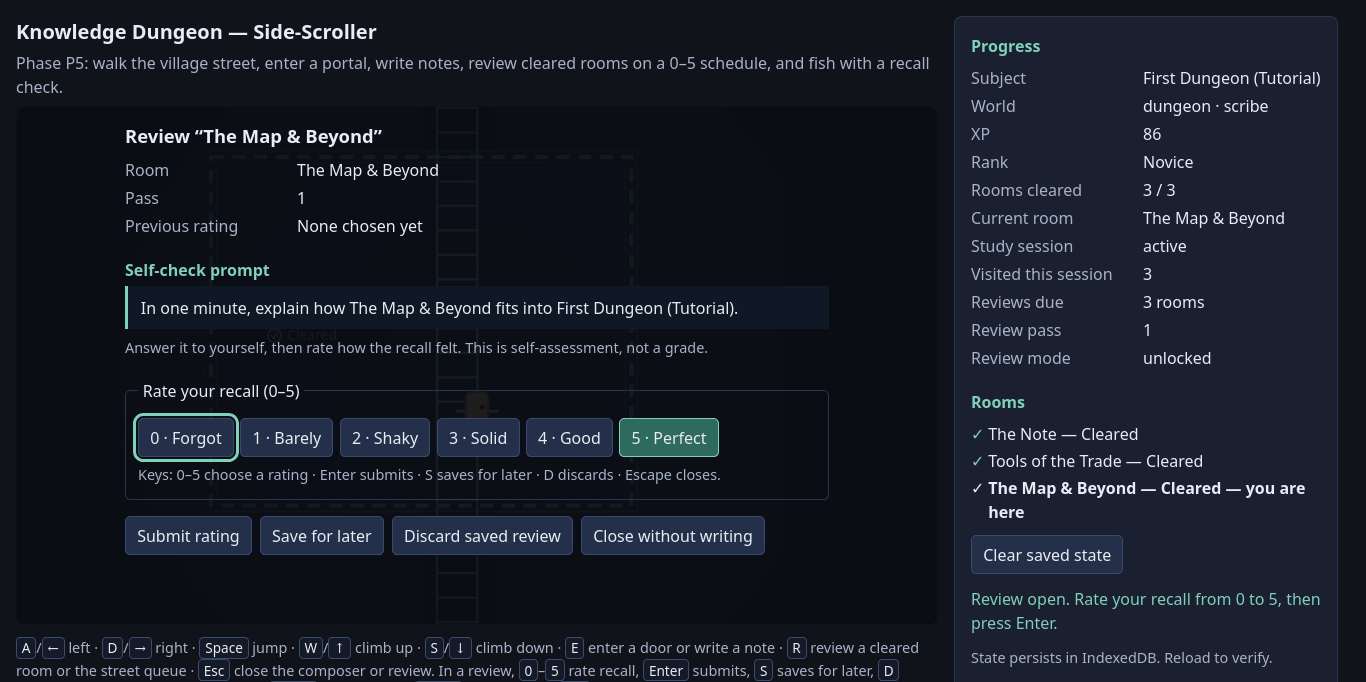 Knowledge Dungeon — Side-Scroller
Phase P5: walk the village street, enter a portal, write notes, review cleared rooms on a 0–5 schedule, and fish with a recall
check.
Review “The Map & Beyond”
Room The Map & Beyond
Pass 1
Previous rating None chosen yet
Self-check prompt
In one minute, explain how The Map & Beyond fits into First Dungeon (Tutorial).
Cleared
Answer it to yourself, then rate how the recall felt. This is self-assessment, not a grade.
Rate your recall (0–5)
0 · Forgot 1 · Barely 2 · Shaky 3 · Solid 4 · Good 5 · Perfect
Keys: 0–5 choose a rating · Enter submits · S saves for later · D discards · Escape closes.
Submit rating Save for later Discard saved review Close without writing
A/← left · D/→ right · Space jump · W/↑ climb up · S/↓ climb down · E enter a door or write a note · R review a cleared
room or the street queue · Esc close the composer or review. In a review, 0–5 rate recall, Enter submits, S saves for later, D
Progress
Subject First Dungeon (Tutorial)
World dungeon · scribe
XP 86
Rank Novice
Rooms cleared 3 / 3
Current room The Map & Beyond
Study session active
Visited this session 3
Reviews due 3 rooms
Review pass 1
Review mode unlocked
Rooms
✓ The Note — Cleared
✓ Tools of the Trade — Cleared
✓ The Map & Beyond — Cleared — you are
here
Clear saved state
Review open. Rate your recall from 0 to 5, then
press Enter.
State persists in IndexedDB. Reload to verify.